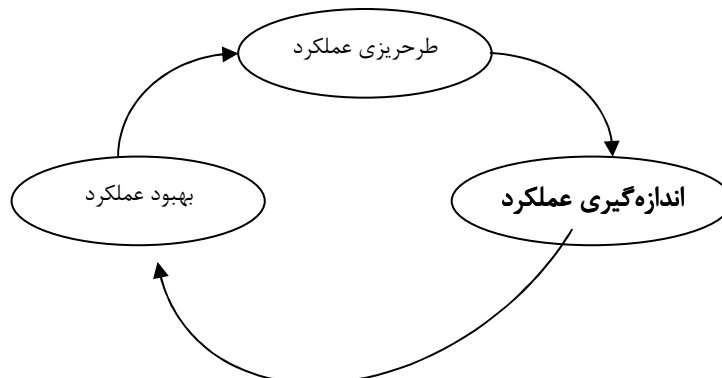 طرحریزی عملکرد
اندازه‌گیری عملکرد
بهبود عملکرد